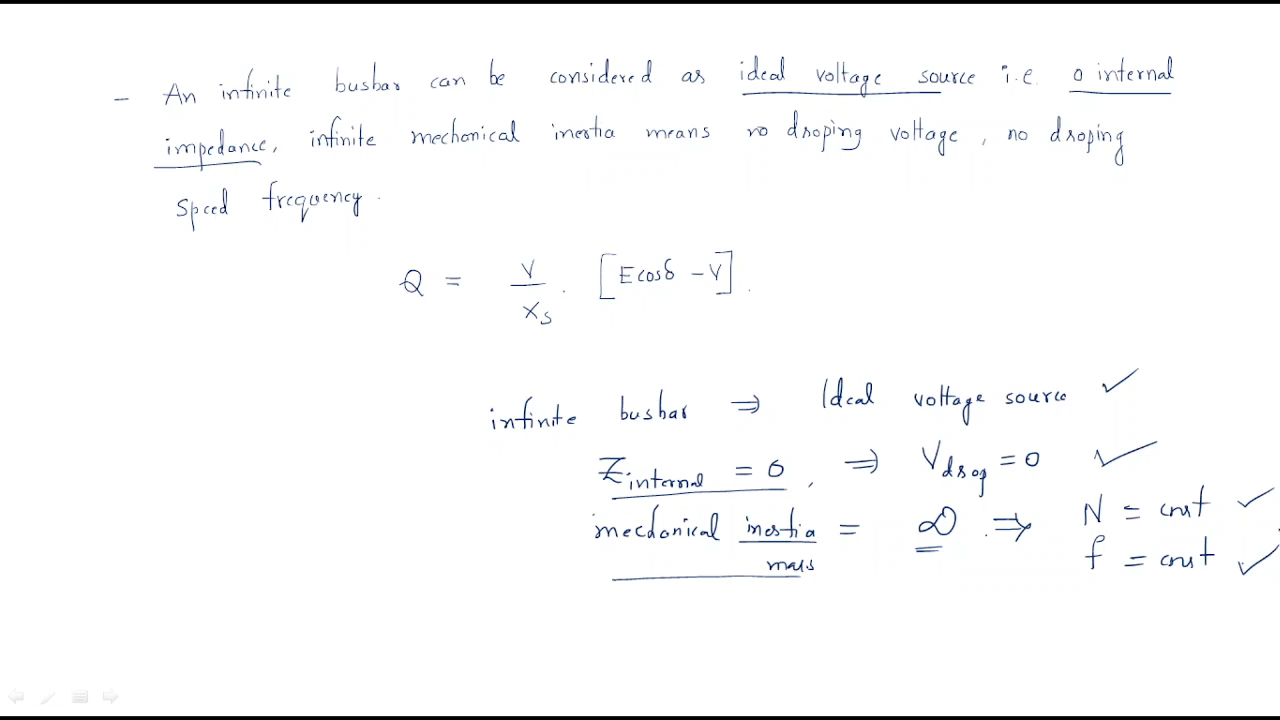 - An infinite busbar can be considered as ideal voltage source i.e. 0 internal
impedance, infinite mechanical inertia means no droping voltage, no droping
speed frequency.
Q = V/Xs . [E cosδ - V].
infinite busbar ⇒ Ideal voltage source ✓
Zinternal = 0, ⇒ Vdrop = 0 ✓
mechanical inertia = ∞ ⇒ N = cnst ✓
mass f = cnst ✓